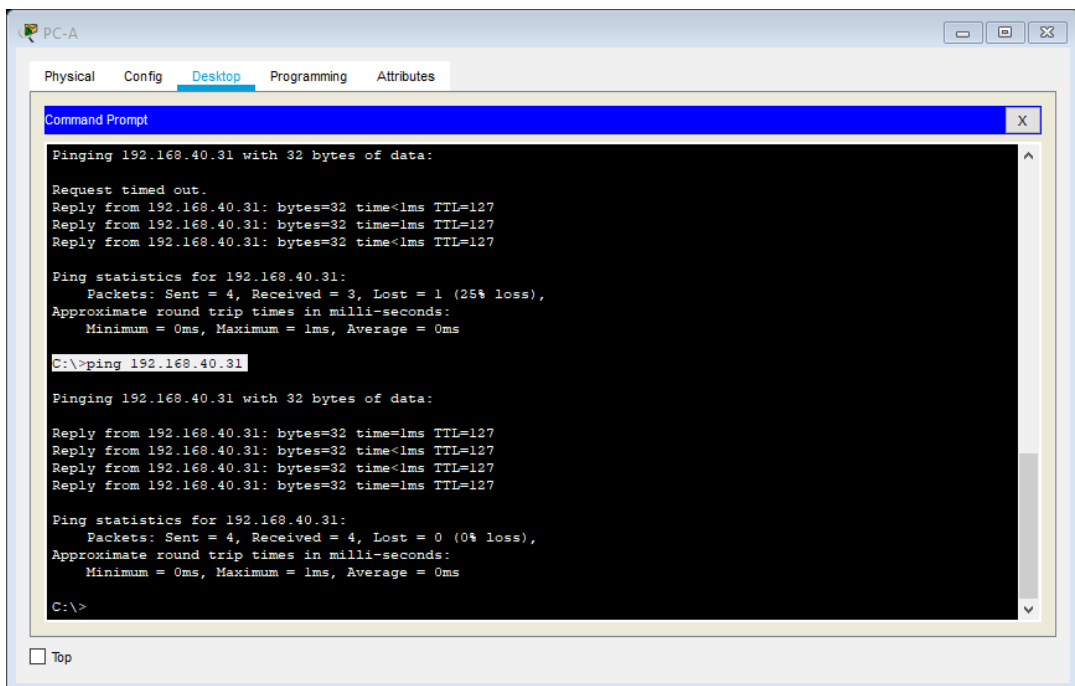 PC-A
Physical Config Desktop Programming Attributes
Command Prompt
X
Pinging 192.168.40.31 with 32 bytes of data:
Request timed out.
Reply from 192.168.40.31: bytes=32 time<1ms TTL=127
Reply from 192.168.40.31: bytes=32 time<1ms TTL=127
Reply from 192.168.40.31: bytes=32 time<1ms TTL=127
Ping statistics for 192.168.40.31:
Packets: Sent = 4, Received = 3, Lost = 1 (25% loss),
Approximate round trip times in milli-seconds:
Minimum = 0ms, Maximum = 1ms, Average = 0ms
C:\>ping 192.168.40.31
Pinging 192.168.40.31 with 32 bytes of data:
Reply from 192.168.40.31: bytes=32 time=1ms TTL=127
Reply from 192.168.40.31: bytes=32 time<1ms TTL=127
Reply from 192.168.40.31: bytes=32 time<1ms TTL=127
Reply from 192.168.40.31: bytes=32 time=1ms TTL=127
Ping statistics for 192.168.40.31:
Packets: Sent = 4, Received = 4, Lost = 0 (0% loss),
Approximate round trip times in milli-seconds:
Minimum = 0ms, Maximum = 1ms, Average = 0ms
C:\>
Top